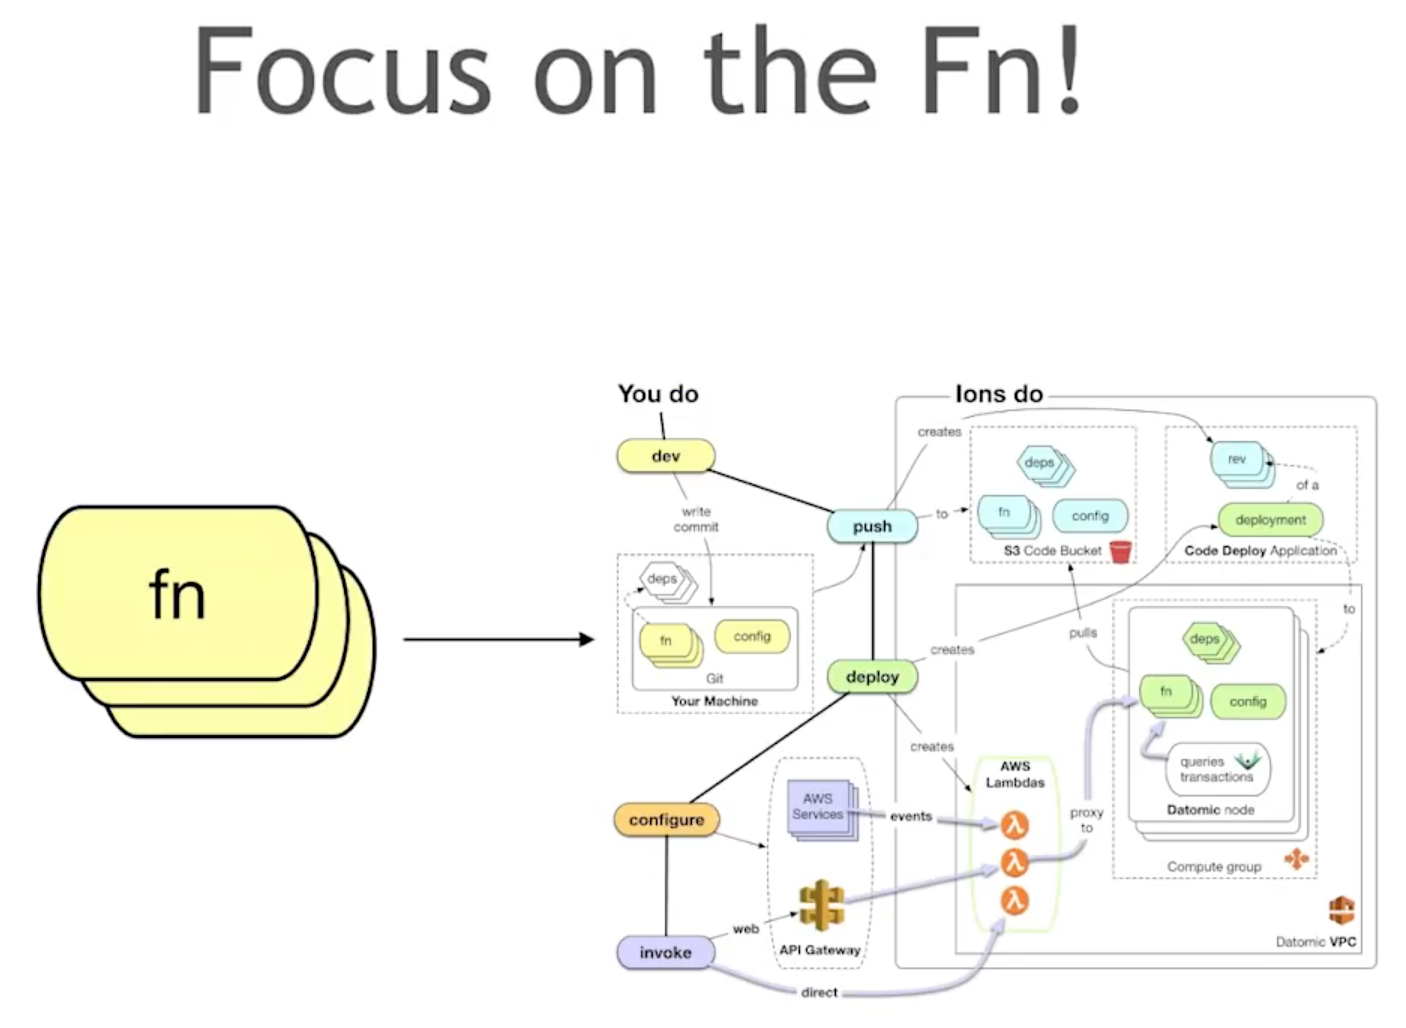 Focus on the Fn!
fn
You do
Ions do
dev
creates
deps
rev
of a
write
commit
push
to
fn
config
deployment
S3 Code Bucket
Code Deploy Application
deps
fn
config
Git
Your Machine
to
pulls
deps
deploy
creates
fn
config
creates
queries
transactions
Datomic node
AWS
Lambdas
AWS
Services
events
proxy
to
configure
Compute group
web
API Gateway
invoke
Datomic VPC
direct